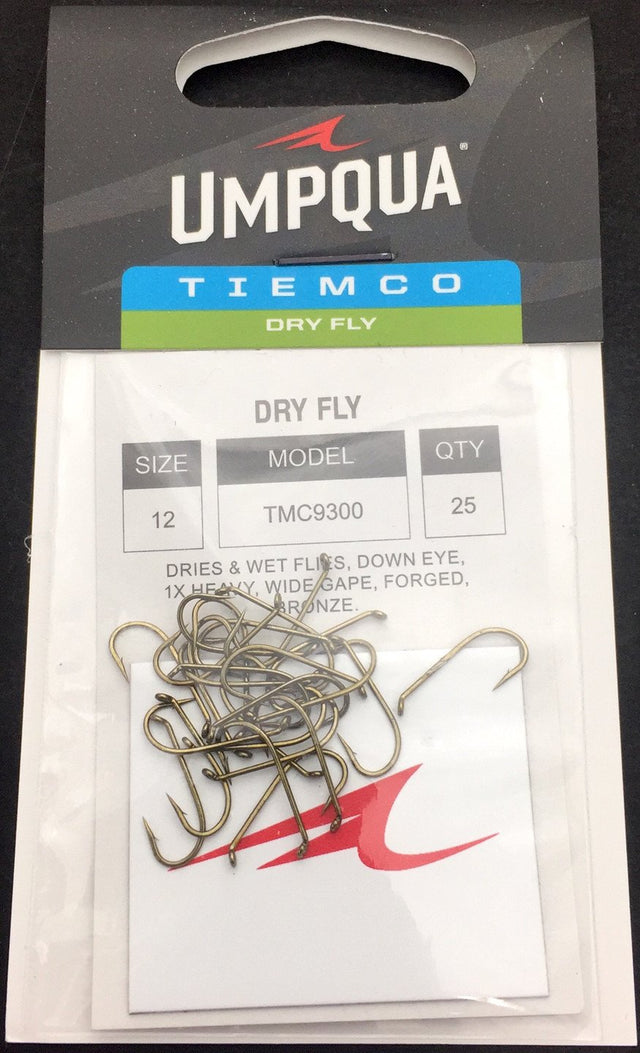 UMPQUA®
TIEMCO
DRY FLY
DRY FLY
SIZE MODEL QTY
12 TMC9300 25
DRIES & WET FLIES, DOWN EYE,
1X HEAVY, WIDE GAPE, FORGED,
BRONZE.